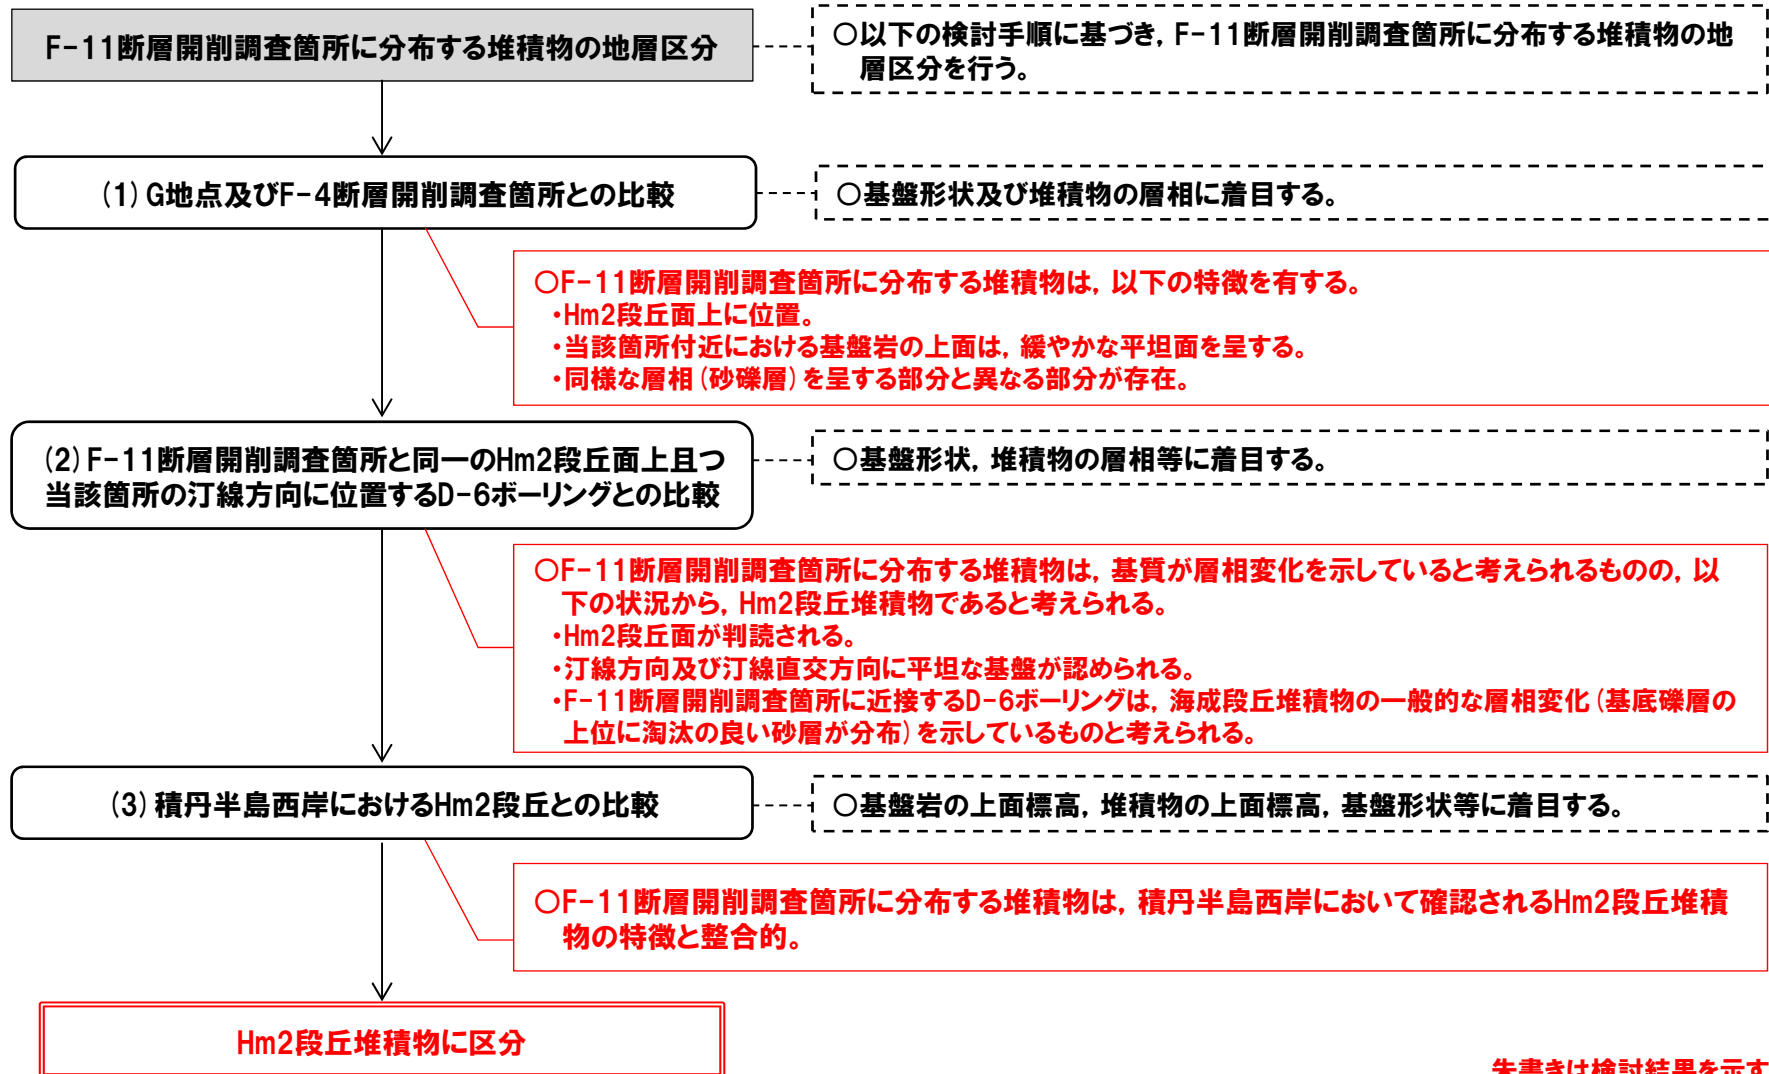 F-11断層開削調査箇所に分布する堆積物の地層区分
○以下の検討手順に基づき，F-11断層開削調査箇所に分布する堆積物の地
層区分を行う。
(1)G地点及びF-4断層開削調査箇所との比較
○基盤形状及び堆積物の層相に着目する。
○F-11断層開削調査箇所に分布する堆積物は，以下の特徴を有する。
・Hm2段丘面上に位置。
・当該箇所付近における基盤岩の上面は，緩やかな平坦面を呈する。
・同様な層相(砂礫層)を呈する部分と異なる部分が存在。
(2)F-11断層開削調査箇所と同一のHm2段丘面上且つ
当該箇所の汀線方向に位置するD-6ボーリングとの比較
○基盤形状，堆積物の層相等に着目する。
○F-11断層開削調査箇所に分布する堆積物は，基質が層相変化を示していると考えられるものの，以
下の状況から，Hm2段丘堆積物であると考えられる。
・Hm2段丘面が判読される。
・汀線方向及び汀線直交方向に平坦な基盤が認められる。
・F-11断層開削調査箇所に近接するD-6ボーリングは，海成段丘堆積物の一般的な層相変化(基底礫層の
上位に淘汰の良い砂層が分布)を示しているものと考えられる。
(3)積丹半島西岸におけるHm2段丘との比較
○基盤岩の上面標高，堆積物の上面標高，基盤形状等に着目する。
○F-11断層開削調査箇所に分布する堆積物は，積丹半島西岸において確認されるHm2段丘堆積
物の特徴と整合的。
Hm2段丘堆積物に区分
朱書きは検討結果を示す